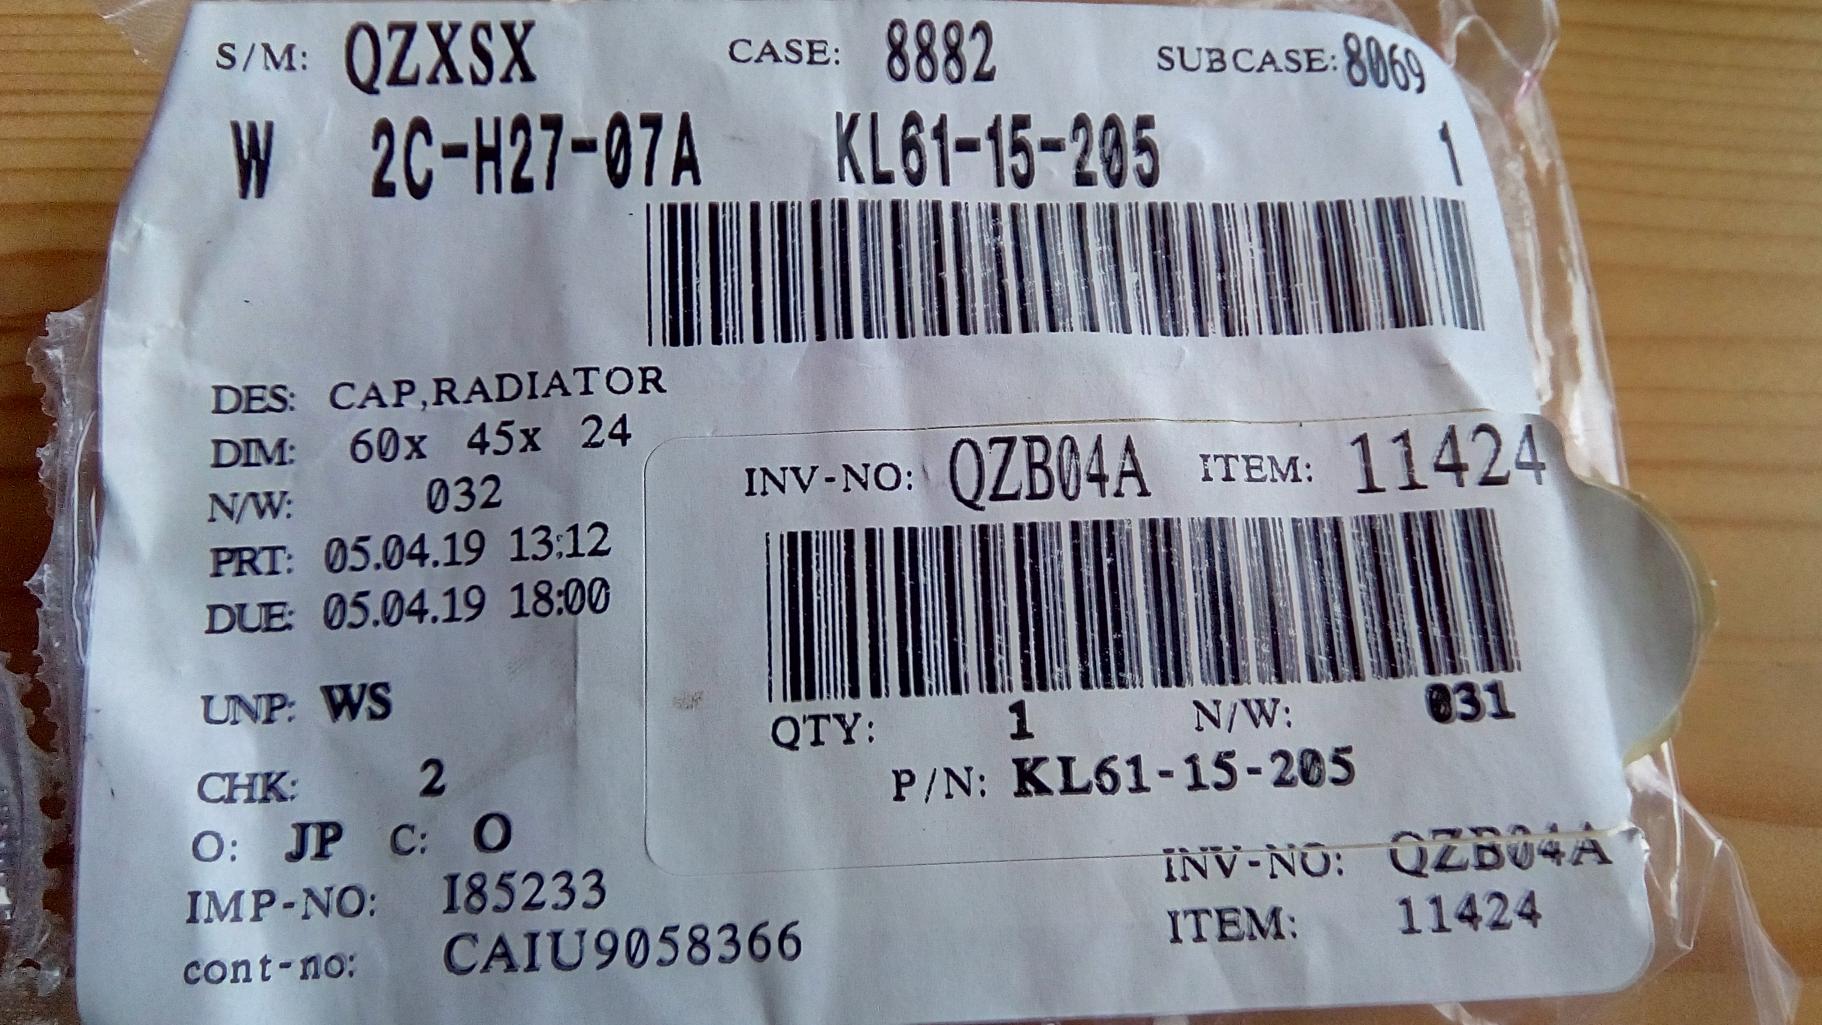 S/M: QZXSX CASE: 8882 SUBCASE: 8069
W 2C-H27-07A KL61-15-205 1
DES: CAP,RADIATOR
DIM: 60x 45x 24
N/W: 032
PRT: 05.04.19 13:12
DUE: 05.04.19 18:00
UNP: WS
CHK: 2
O: JP C: O
IMP-NO: I85233
cont-no: CAIU9058366
INV-NO: QZB04A ITEM: 11424
QTY: 1 N/W: 031
P/N: KL61-15-205
INV-NO: QZB04A
ITEM: 11424